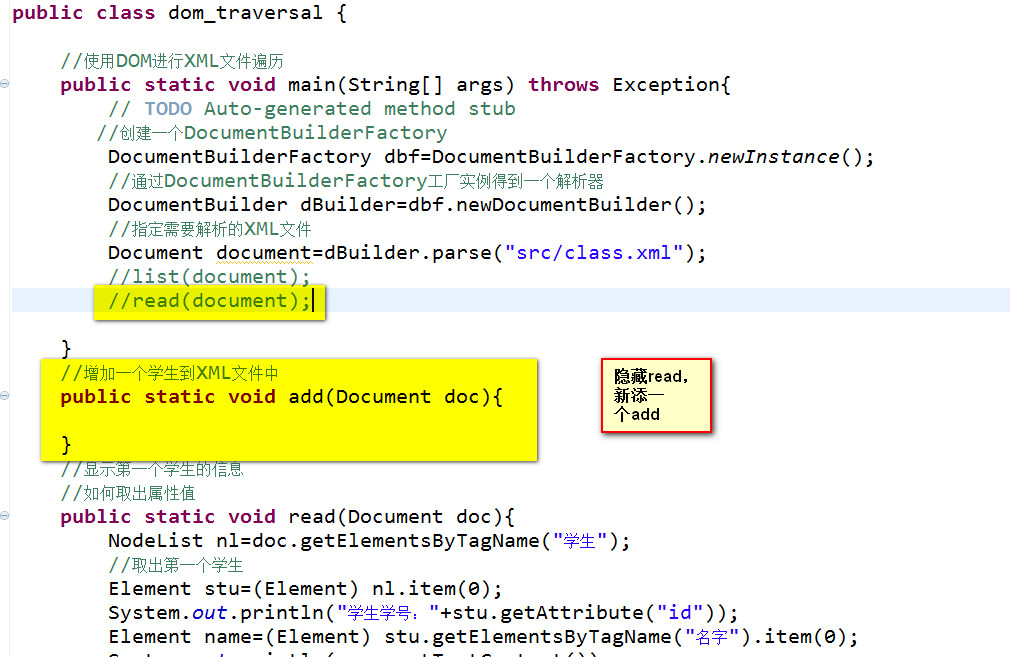 public class dom_traversal {
//使用DOM进行XML文件遍历
public static void main(String[] args) throws Exception{
// TODO Auto-generated method stub
//创建一个DocumentBuilderFactory
DocumentBuilderFactory dbf=DocumentBuilderFactory.newInstance();
//通过DocumentBuilderFactory工厂实例得到一个解析器
DocumentBuilder dBuilder=dbf.newDocumentBuilder();
//指定需要解析的XML文件
Document document=dBuilder.parse("src/class.xml");
//list(document);
//read(document);
}
//增加一个学生到XML文件中
public static void add(Document doc){
}
隐藏read,
新添一
个add
//显示第一个学生的信息
//如何取出属性值
public static void read(Document doc){
NodeList nl=doc.getElementsByTagName("学生");
//取出第一个学生
Element stu=(Element) nl.item(0);
System.out.println("学生学号："+stu.getAttribute("id"));
Element name=(Element) stu.getElementsByTagName("名字").item(0);